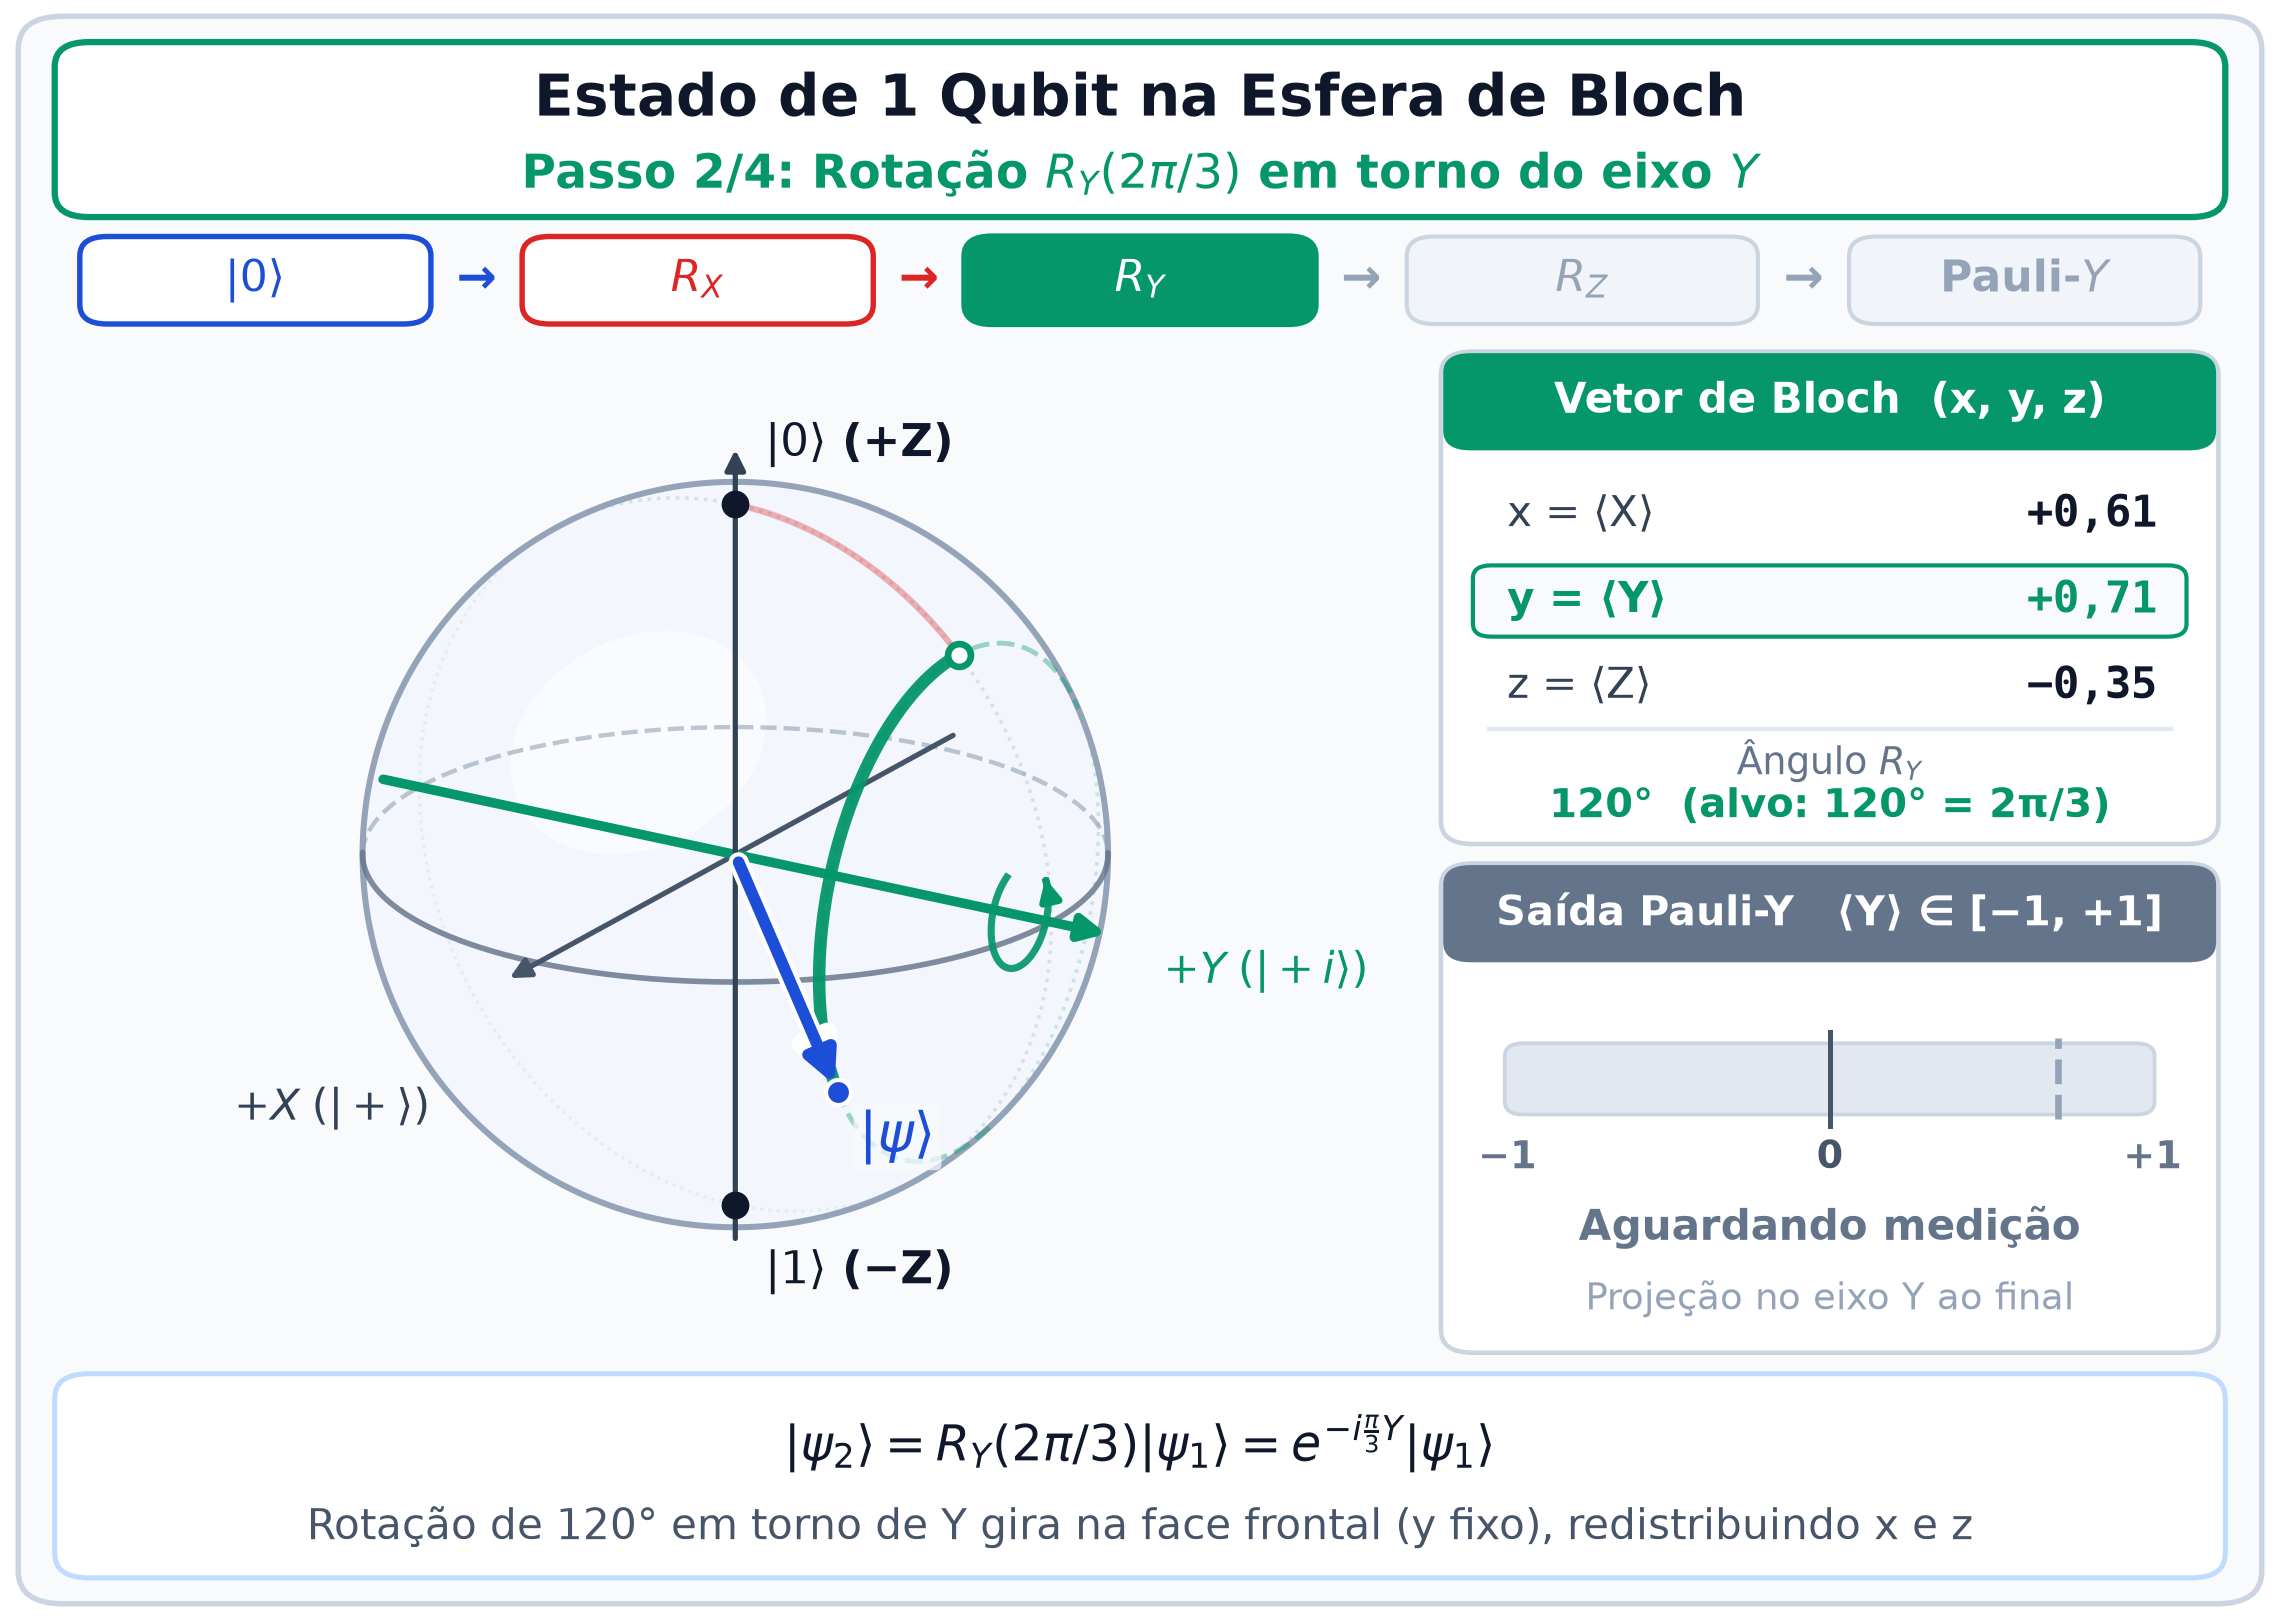 Estado de 1 Qubit na Esfera de Bloch
Passo 2/4: Rotação R_Y(2π/3) em torno do eixo Y
|0⟩ → R_X → R_Y → R_Z → Pauli-Y
|0⟩ (+Z)
+Y (| + i⟩)
+X (| + ⟩)
|ψ⟩
|1⟩ (−Z)
Vetor de Bloch (x, y, z)
x = ⟨X⟩ +0,61
y = ⟨Y⟩ +0,71
z = ⟨Z⟩ −0,35
Ângulo R_Y
120° (alvo: 120° = 2π/3)
Saída Pauli-Y ⟨Y⟩ ∈ [−1, +1]
−1 0 +1
Aguardando medição
Projeção no eixo Y ao final
|ψ₂⟩ = R_Y(2π/3)|ψ₁⟩ = e^{−i\frac{π}{3}Y}|ψ₁⟩
Rotação de 120° em torno de Y gira na face frontal (y fixo), redistribuindo x e z